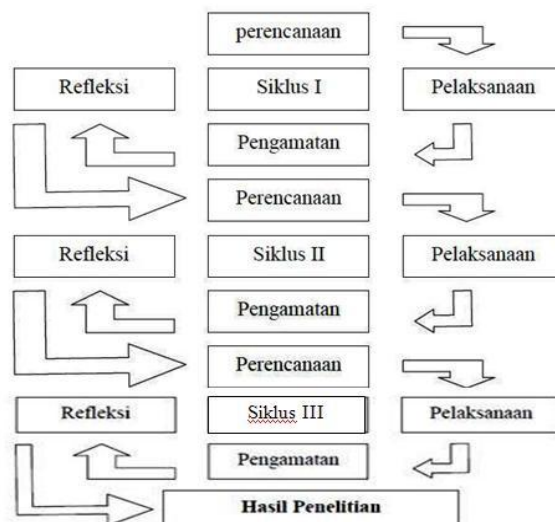 perencanaan
Refleksi Siklus I Pelaksanaan
Pengamatan
Perencanaan
Refleksi Siklus II Pelaksanaan
Pengamatan
Perencanaan
Refleksi Siklus III Pelaksanaan
Pengamatan
Hasil Penelitian